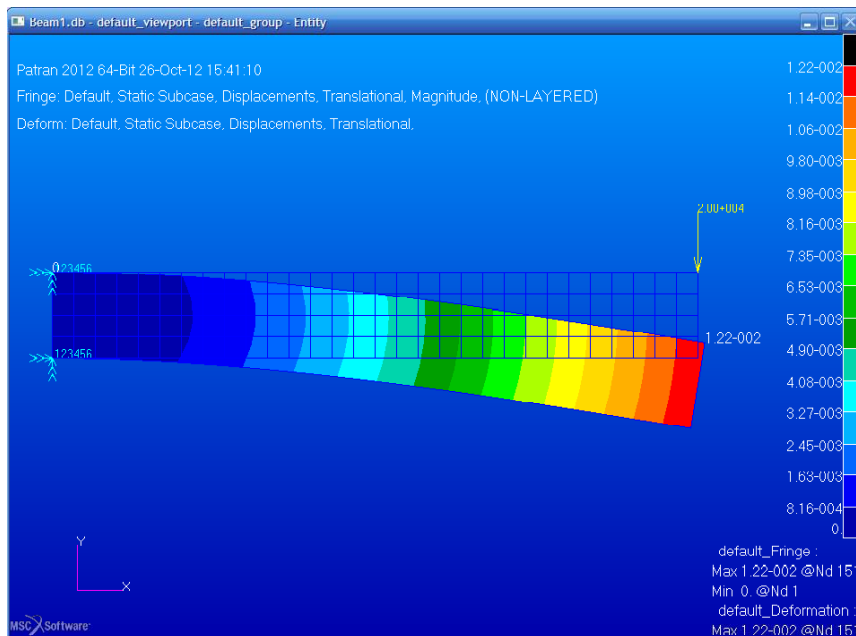 Beam1.db - default_viewport - default_group - Entity
Patran 2012 64-Bit 26-Oct-12 15:41:10
Fringe: Default, Static Subcase, Displacements, Translational, Magnitude, (NON-LAYERED)
Deform: Default, Static Subcase, Displacements, Translational,
1.22-002
1.14-002
1.06-002
9.80-003
8.98-003
8.16-003
7.35-003
6.53-003
5.71-003
4.90-003
4.08-003
3.27-003
2.45-003
1.63-003
8.16-004
0.
2.00+004
0
123456
123456
1.22-002
Y
X
default_Fringe :
Max 1.22-002 @Nd 151
Min 0. @Nd 1
default_Deformation :
Max 1.22-002 @Nd 151
MSC Software